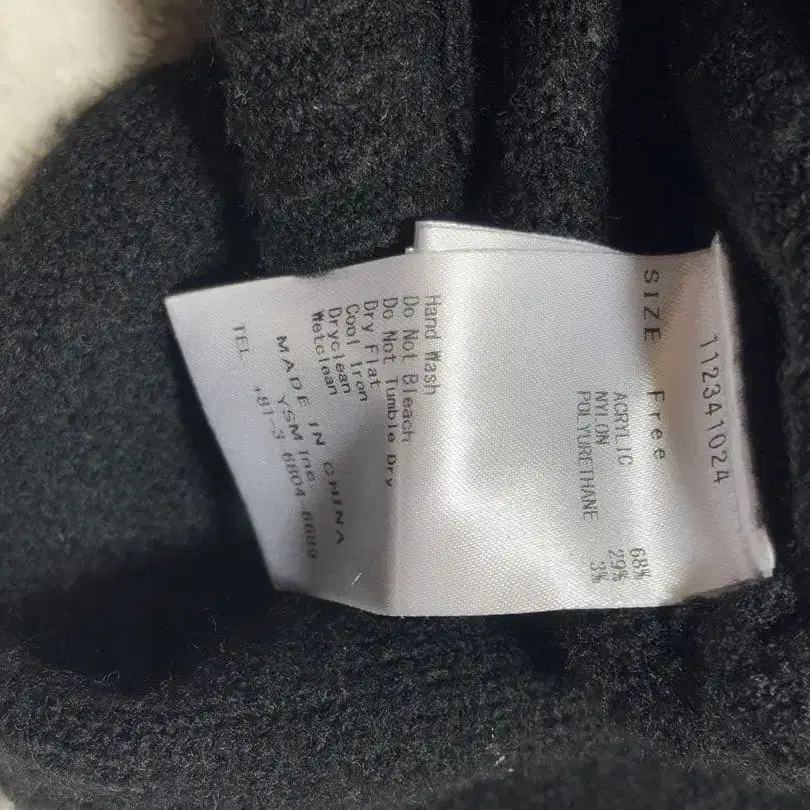 112341024
SIZE Free
ACRYLIC 68%
NYLON 29%
POLYURETHANE 3%
Hand Wash
Do Not Bleach
Do Not Tumble Dry
Dry Flat
Cool Iron
Dryclean
Wetclean
MADE IN CHINA
YSM Inc.
TEL +81-3-6804-6689